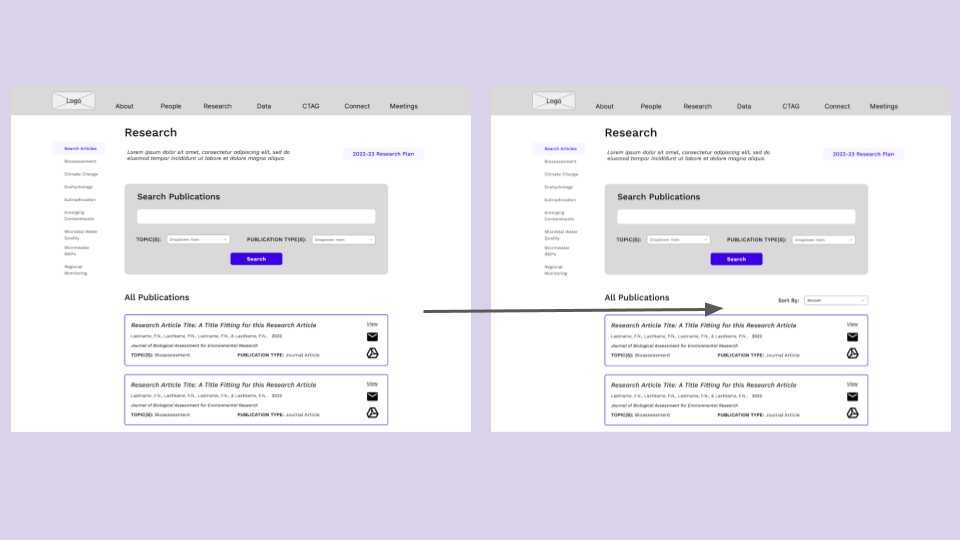 Logo
About People Research Data CTAG Connect Meetings
Research
Search Articles
Bioassessment
Climate Change
Ecohydrology
Eutrophication
Emerging
Contaminants
Microbial Water
Quality
Stormwater
BMPs
Regional
Monitoring
Lorem ipsum dolor sit amet, consectetur adipiscing elit, sed do
eiusmod tempor incididunt ut labore et dolore magna aliqua.
2022-23 Research Plan
Search Publications
TOPIC(S): Dropdown Item PUBLICATION TYPE(S): Dropdown Item
Search
All Publications
Research Article Tite: A Title Fitting for this Research Article View
Lastname, F.N., LastName, F.N., Lastname, F.N., & LastName, F.N., 2022
Journal of Biological Assessment for Environmental Research
TOPIC(S): Bioassessment PUBLICATION TYPE: Journal Article
Research Article Tite: A Title Fitting for this Research Article View
Lastname, F.N., LastName, F.N., Lastname, F.N., & LastName, F.N., 2022
Journal of Biological Assessment for Environmental Research
TOPIC(S): Bioassessment PUBLICATION TYPE: Journal Article
Logo
About People Research Data CTAG Connect Meetings
Research
Search Articles
Bioassessment
Climate Change
Ecohydrology
Eutrophication
Emerging
Contaminants
Microbial Water
Quality
Stormwater
BMPs
Regional
Monitoring
Lorem ipsum dolor sit amet, consectetur adipiscing elit, sed do
eiusmod tempor incididunt ut labore et dolore magna aliqua.
2022-23 Research Plan
Search Publications
TOPIC(S): Dropdown Item PUBLICATION TYPE(S): Dropdown Item
Search
All Publications Sort By: Recent
Research Article Tite: A Title Fitting for this Research Article View
Lastname, F.N., LastName, F.N., Lastname, F.N., & LastName, F.N., 2022
Journal of Biological Assessment for Environmental Research
TOPIC(S): Bioassessment PUBLICATION TYPE: Journal Article
Research Article Tite: A Title Fitting for this Research Article View
Lastname, F.N., LastName, F.N., Lastname, F.N., & LastName, F.N., 2022
Journal of Biological Assessment for Environmental Research
TOPIC(S): Bioassessment PUBLICATION TYPE: Journal Article